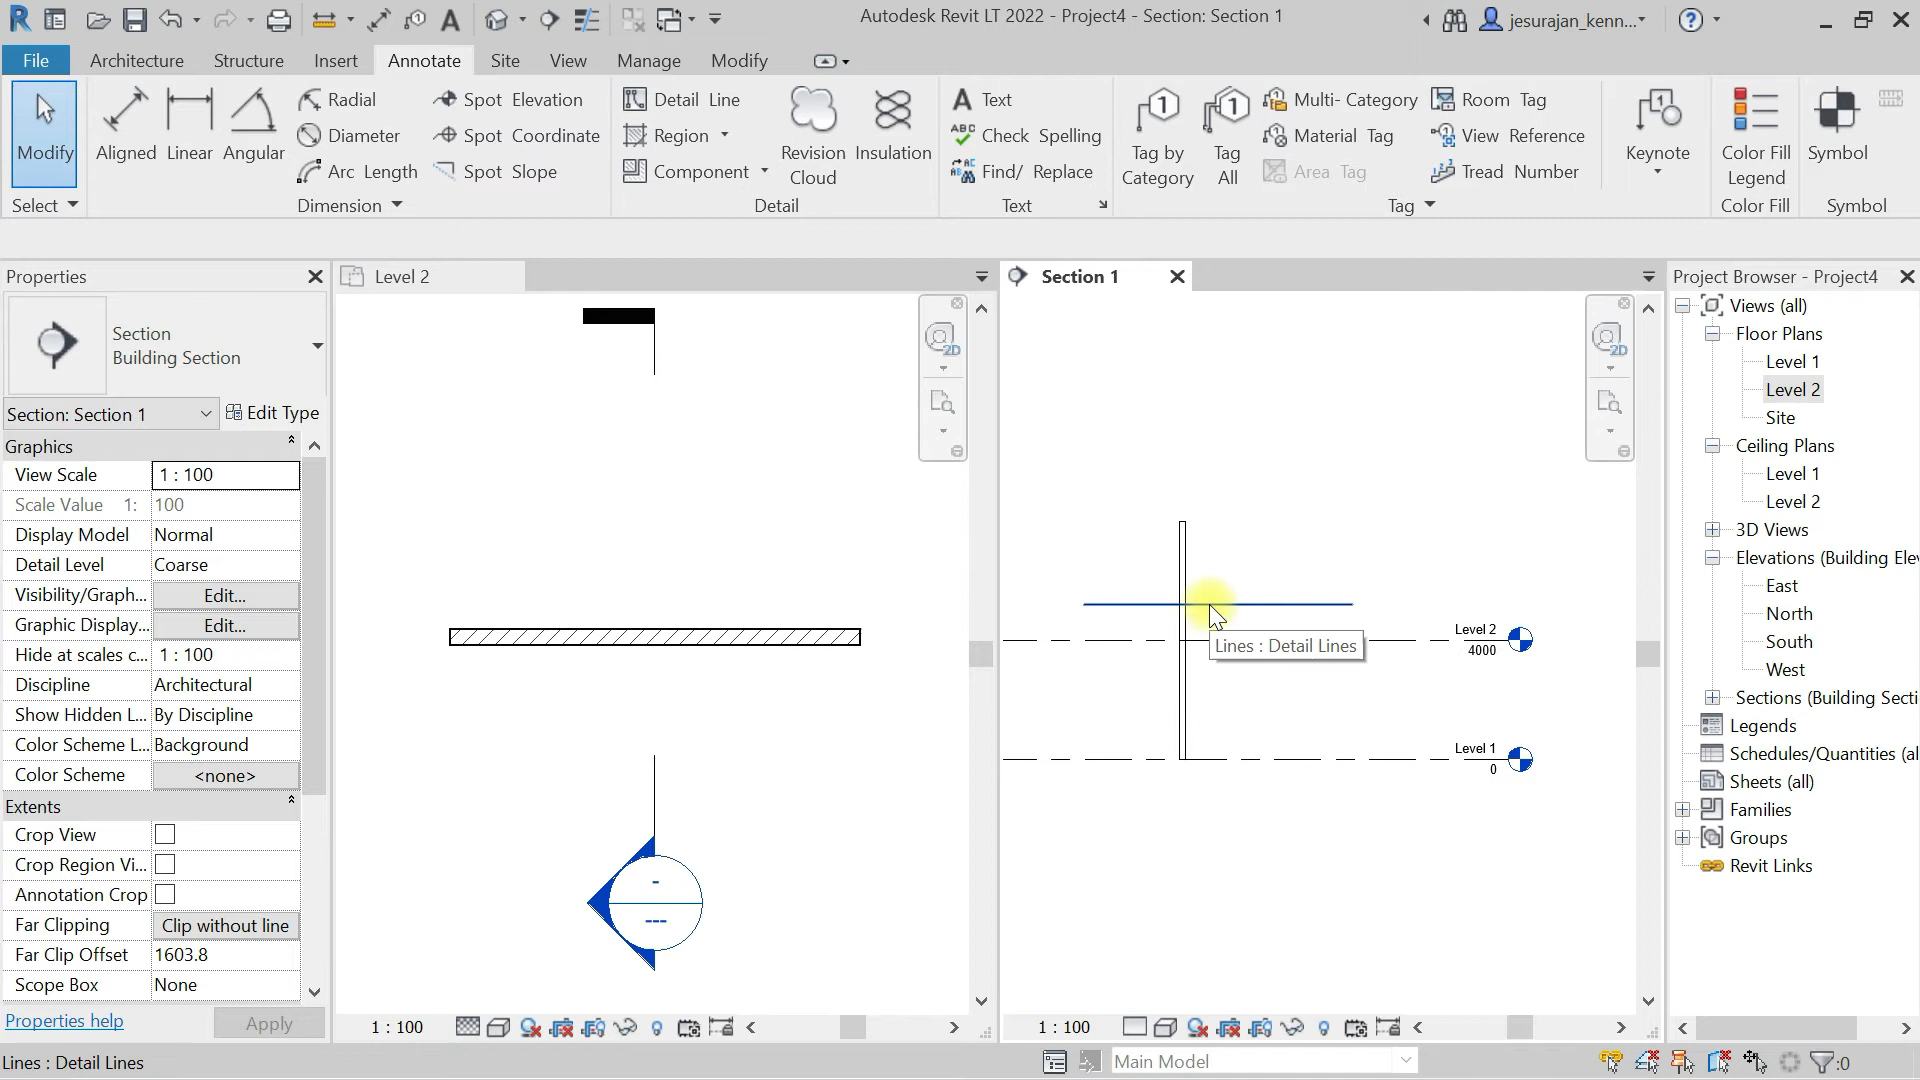 Autodesk Revit LT 2022 - Project4 - Section: Section 1
jesurajan_kenn...
File
Architecture
Structure
Insert
Annotate
Site
View
Manage
Modify
Modify
Select
Aligned
Linear
Angular
Radial
Diameter
Arc Length
Spot Elevation
Spot Coordinate
Spot Slope
Dimension
Detail Line
Region
Component
Revision Cloud
Insulation
Detail
Text
Check Spelling
Find/ Replace
Text
Tag by Category
Tag All
Multi- Category
Material Tag
Area Tag
Room Tag
View Reference
Tread Number
Tag
Keynote
Color Fill Legend
Color Fill
Symbol
Symbol
Properties
Section
Building Section
Section: Section 1
Edit Type
Graphics
View Scale 1 : 100
Scale Value 1: 100
Display Model Normal
Detail Level Coarse
Visibility/Graph... Edit...
Graphic Display... Edit...
Hide at scales c... 1 : 100
Discipline Architectural
Show Hidden L... By Discipline
Color Scheme L... Background
Color Scheme <none>
Extents
Crop View
Crop Region Vi...
Annotation Crop
Far Clipping Clip without line
Far Clip Offset 1603.8
Scope Box None
Properties help
Apply
Lines : Detail Lines
Level 2
-
---
1 : 100
Section 1
Level 2
4000
Lines : Detail Lines
Level 1
0
1 : 100
Main Model
:0
Project Browser - Project4
Views (all)
Floor Plans
Level 1
Level 2
Site
Ceiling Plans
Level 1
Level 2
3D Views
Elevations (Building Ele
East
North
South
West
Sections (Building Secti
Legends
Schedules/Quantities (al
Sheets (all)
Families
Groups
Revit Links